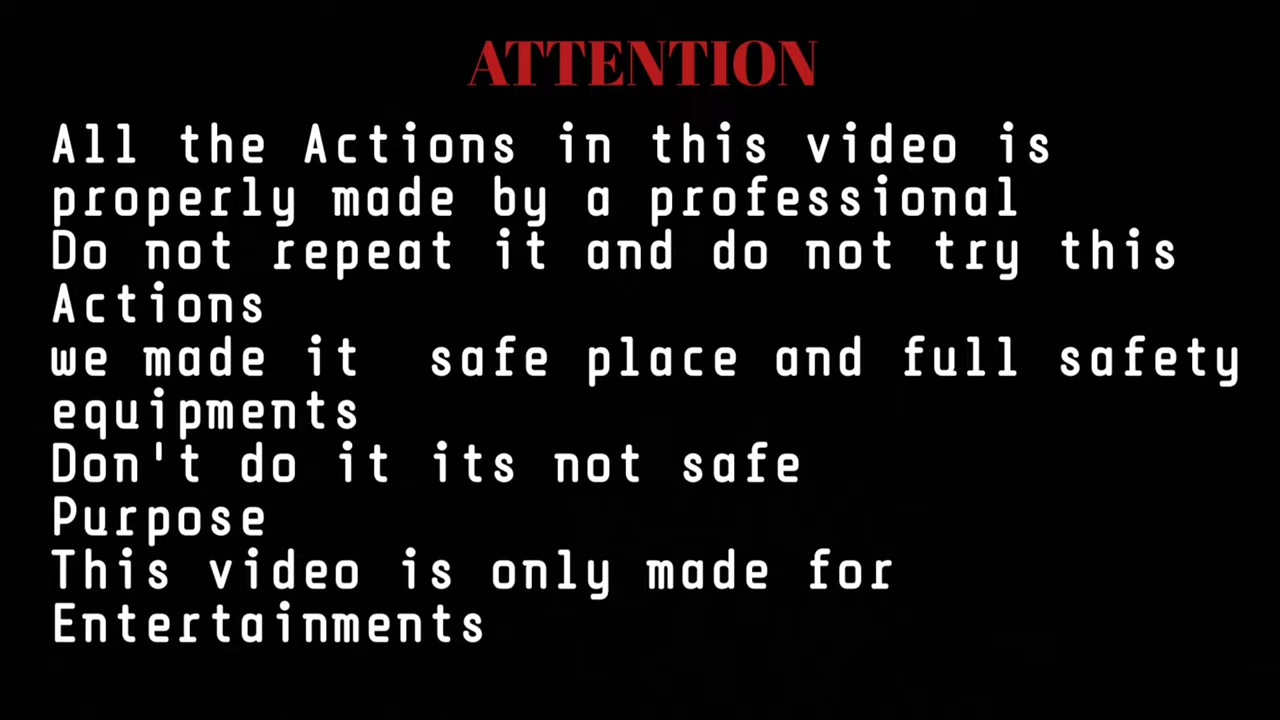 ATTENTION
All the Actions in this video is
properly made by a professional
Do not repeat it and do not try this
Actions
we made it  safe place and full safety
equipments
Don't do it its not safe
Purpose
This video is only made for
Entertainments